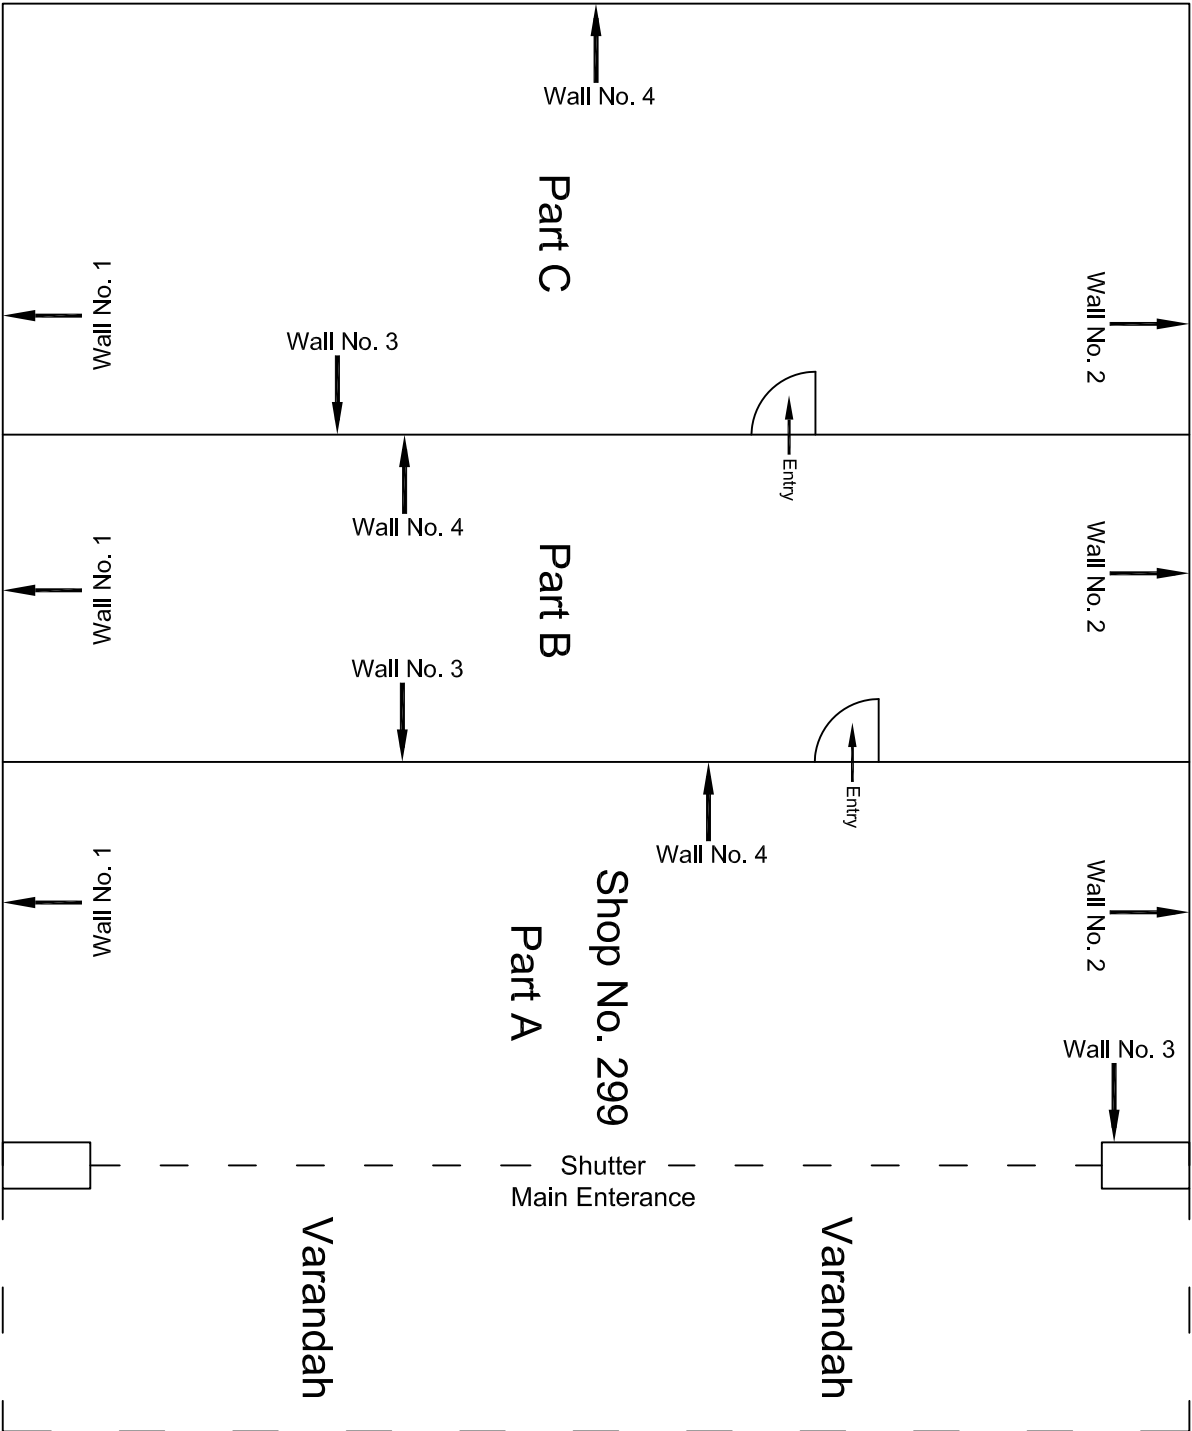 Wall No. 4
Part C
Wall No. 1
Wall No. 2
Wall No. 3
Entry
Wall No. 4
Wall No. 1
Part B
Wall No. 2
Wall No. 3
Entry
Wall No. 4
Wall No. 1
Shop No. 299
Part A
Wall No. 2
Wall No. 3
Shutter
Main Enterance
Varandah
Varandah